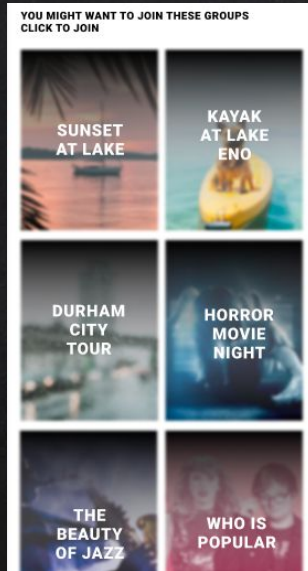 YOU MIGHT WANT TO JOIN THESE GROUPS
CLICK TO JOIN
SUNSET
AT LAKE
KAYAK
AT LAKE
ENO
DURHAM
CITY
TOUR
HORROR
MOVIE
NIGHT
THE
BEAUTY
OF JAZZ
WHO IS
POPULAR